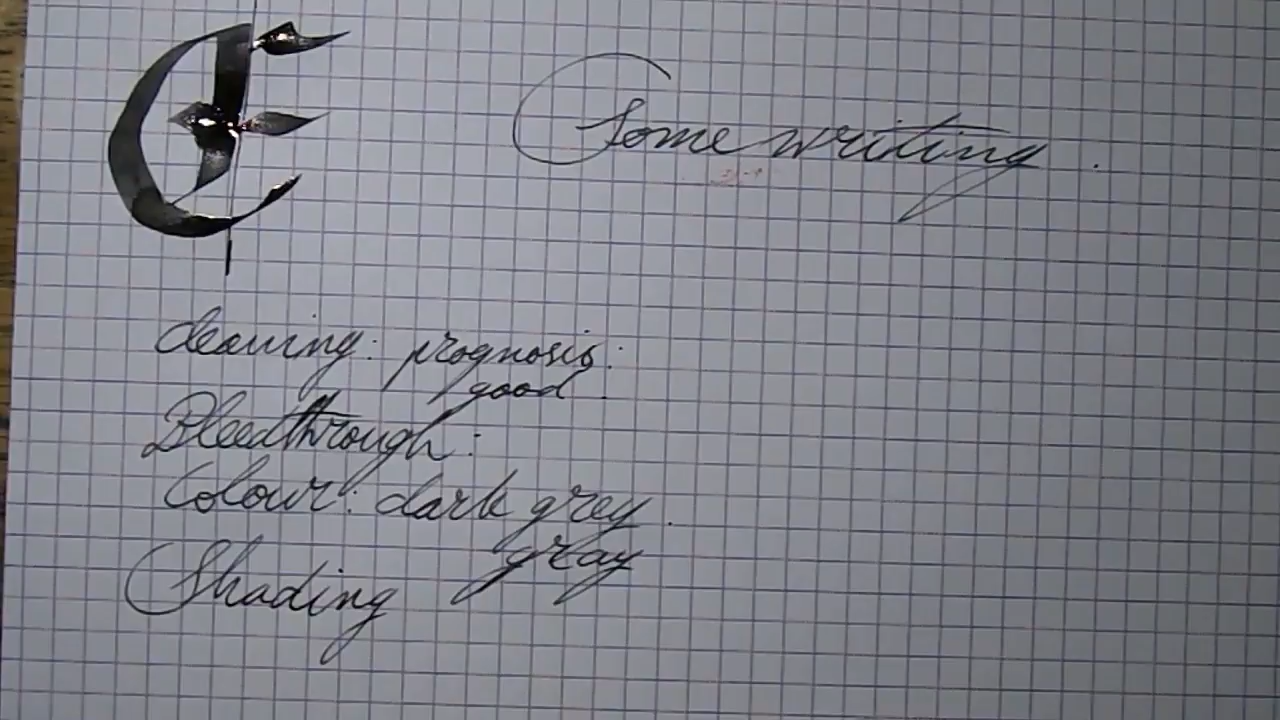 E
Some writing.
Cleaning: prognosis:
good.
Bleedthrough:
Colour: dark grey.
gray
Shading